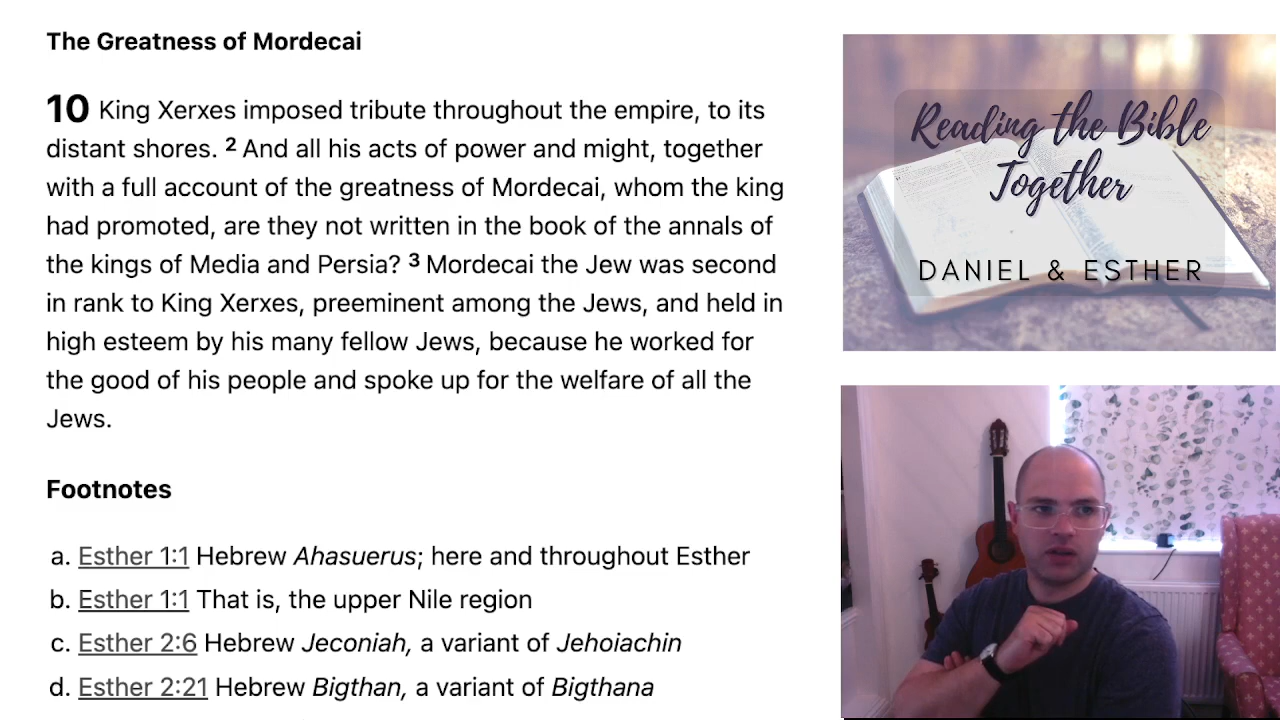 The Greatness of Mordecai
10 King Xerxes imposed tribute throughout the empire, to its
distant shores. 2 And all his acts of power and might, together
with a full account of the greatness of Mordecai, whom the king
had promoted, are they not written in the book of the annals of
the kings of Media and Persia? 3 Mordecai the Jew was second
in rank to King Xerxes, preeminent among the Jews, and held in
high esteem by his many fellow Jews, because he worked for
the good of his people and spoke up for the welfare of all the
Jews.
Footnotes
a. Esther 1:1 Hebrew Ahasuerus; here and throughout Esther
b. Esther 1:1 That is, the upper Nile region
c. Esther 2:6 Hebrew Jeconiah, a variant of Jehoiachin
d. Esther 2:21 Hebrew Bigthan, a variant of Bigthana
Reading the Bible
Together
DANIEL & ESTHER